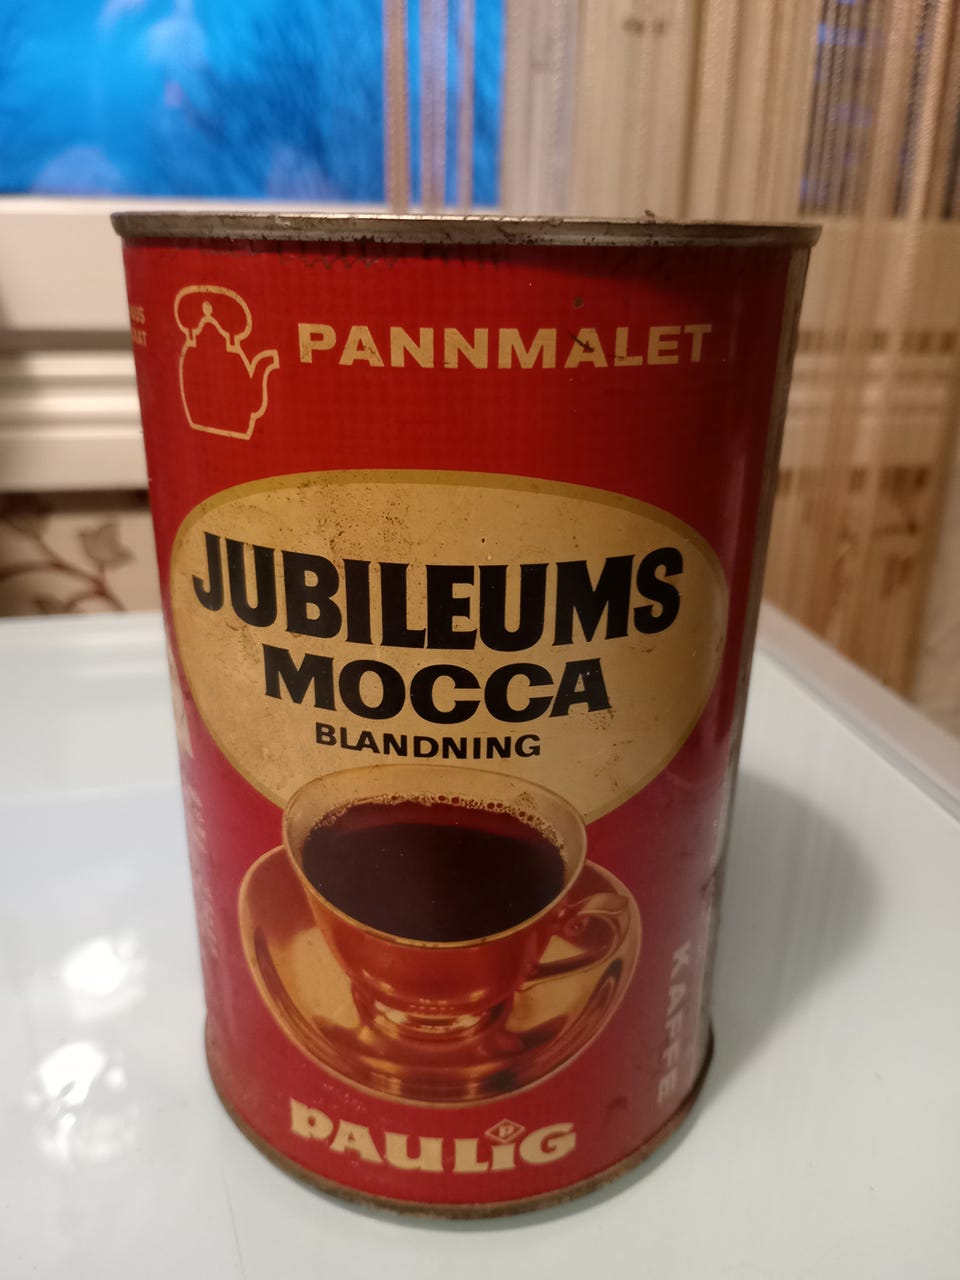 PANNMALET
JUBILEUMS
MOCCA
BLANDNING
KAFFE
PAULIG